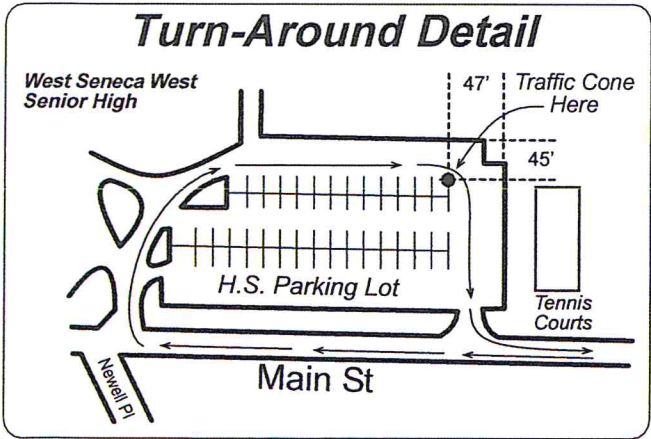 Turn-Around Detail
West Seneca West
Senior High
47'
Traffic Cone
Here
45'
H.S. Parking Lot
Tennis
Courts
Newell Pl
Main St